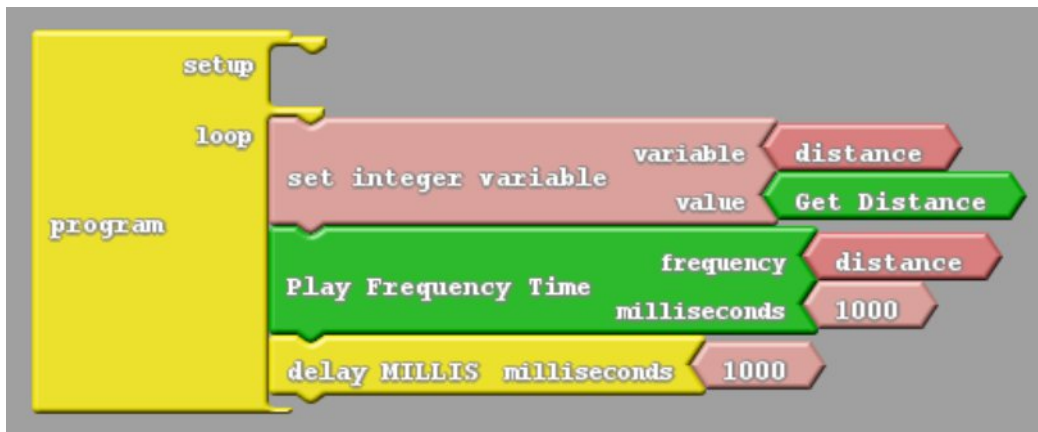 setup
loop
variable distance
set integer variable
value Get Distance
program
frequency distance
Play Frequency Time
milliseconds 1000
delay MILLIS milliseconds 1000